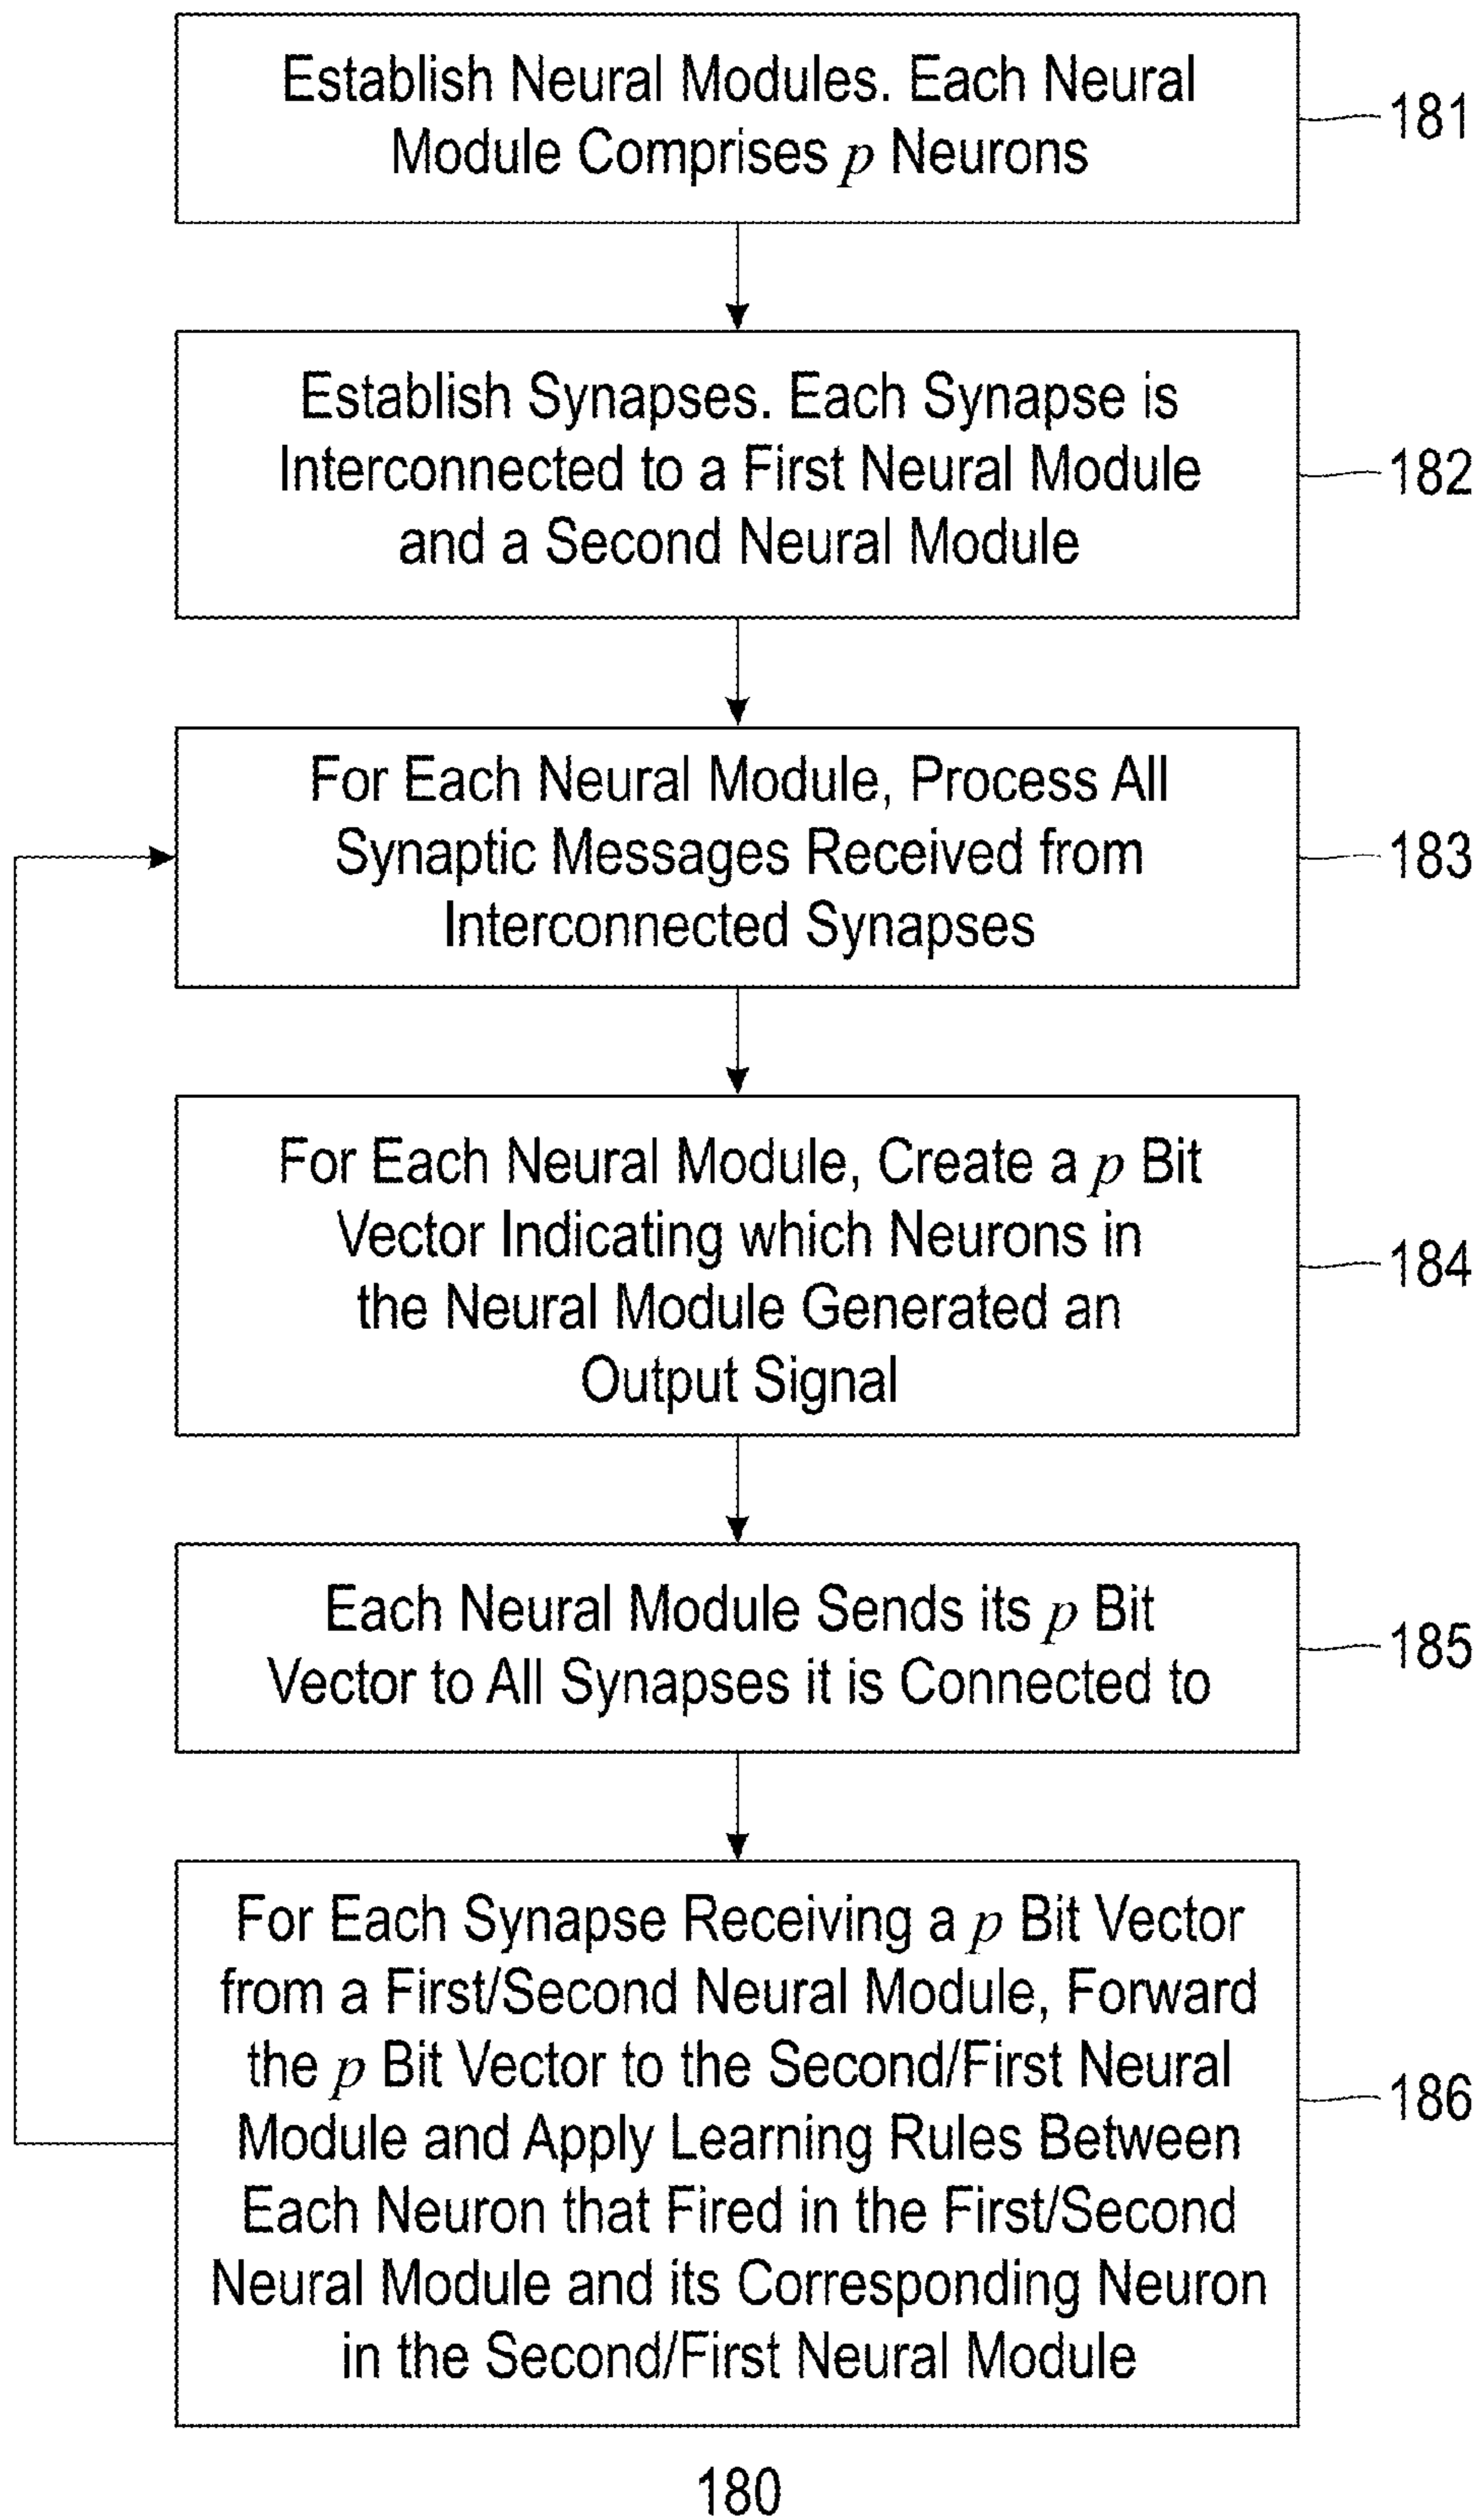 Establish Neural Modules. Each Neural
Module Comprises p Neurons
181
Establish Synapses. Each Synapse is
Interconnected to a First Neural Module
and a Second Neural Module
182
For Each Neural Module, Process All
Synaptic Messages Received from
Interconnected Synapses
183
For Each Neural Module, Create a p Bit
Vector Indicating which Neurons in
the Neural Module Generated an
Output Signal
184
Each Neural Module Sends its p Bit
Vector to All Synapses it is Connected to
185
For Each Synapse Receiving a p Bit Vector
from a First/Second Neural Module, Forward
the p Bit Vector to the Second/First Neural
Module and Apply Learning Rules Between
Each Neuron that Fired in the First/Second
Neural Module and its Corresponding Neuron
in the Second/First Neural Module
186
180